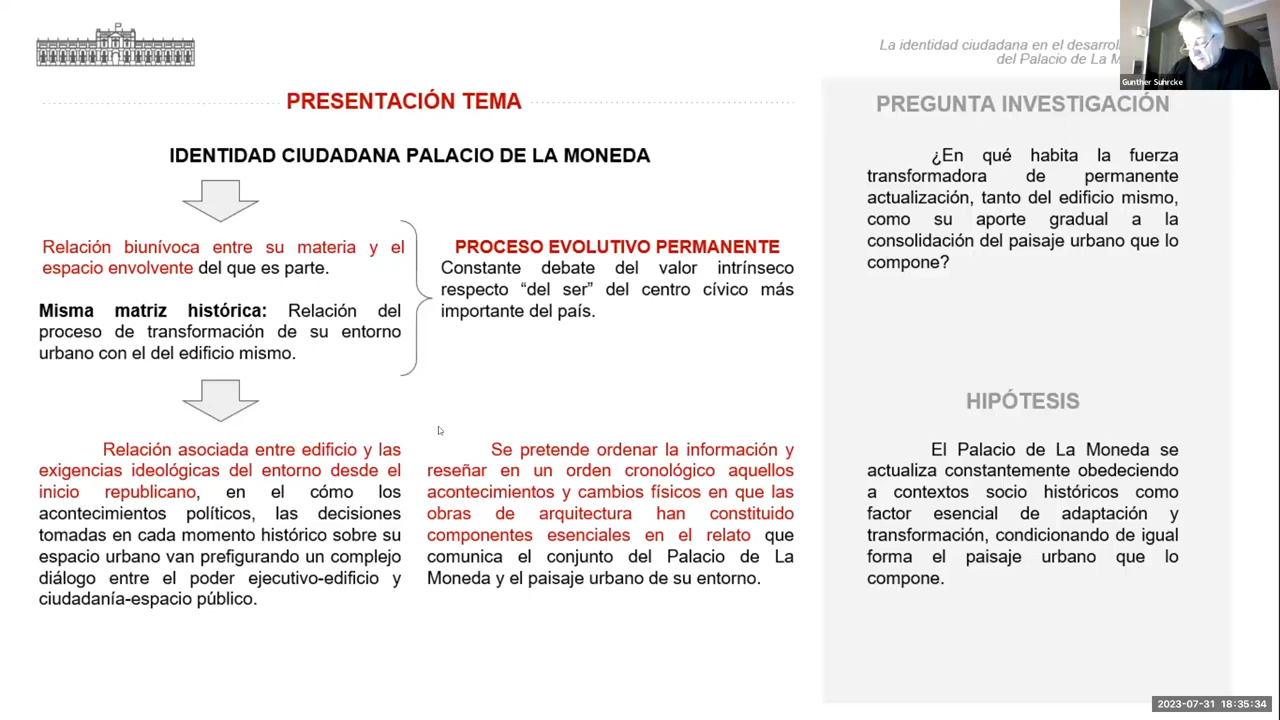 La identidad ciudadana en el desarrol
del Palacio de La M
Gunther Suhrcke
PRESENTACIÓN TEMA
IDENTIDAD CIUDADANA PALACIO DE LA MONEDA
Relación biunívoca entre su materia y el
espacio envolvente del que es parte.
Misma matriz histórica: Relación del
proceso de transformación de su entorno
urbano con el del edificio mismo.
PROCESO EVOLUTIVO PERMANENTE
Constante debate del valor intrínseco
respecto “del ser” del centro cívico más
importante del país.
Relación asociada entre edificio y las
exigencias ideológicas del entorno desde el
inicio republicano, en el cómo los
acontecimientos políticos, las decisiones
tomadas en cada momento histórico sobre su
espacio urbano van prefigurando un complejo
diálogo entre el poder ejecutivo-edificio y
ciudadanía-espacio público.
Se pretende ordenar la información y
reseñar en un orden cronológico aquellos
acontecimientos y cambios físicos en que las
obras de arquitectura han constituido
componentes esenciales en el relato que
comunica el conjunto del Palacio de La
Moneda y el paisaje urbano de su entorno.
PREGUNTA INVESTIGACIÓN
¿En qué habita la fuerza
transformadora de permanente
actualización, tanto del edificio mismo,
como su aporte gradual a la
consolidación del paisaje urbano que lo
compone?
HIPÓTESIS
El Palacio de La Moneda se
actualiza constantemente obedeciendo
a contextos socio históricos como
factor esencial de adaptación y
transformación, condicionando de igual
forma el paisaje urbano que lo
compone.
2023-07-31 18:35:34